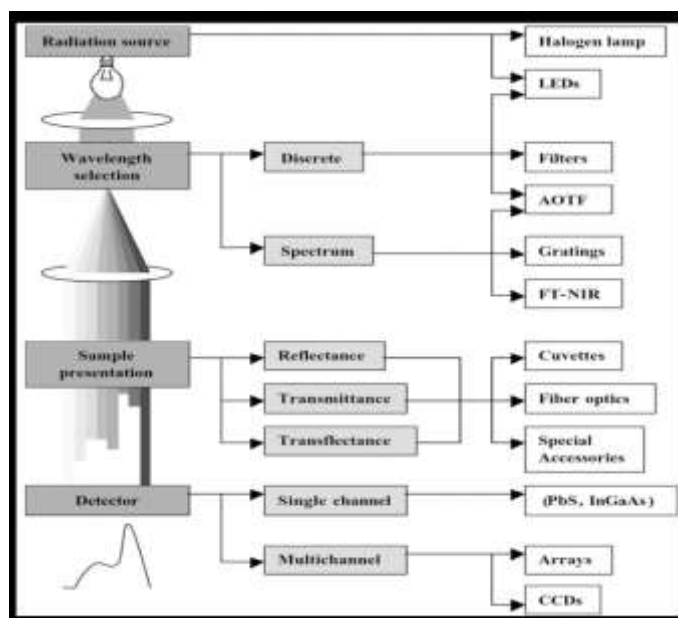 Radiation source
Halogen lamp
LEDs
Wavelength
selection
Discrete
Filters
AOTF
Spectrum
Gratings
FT-NIR
Sample
presentation
Reflectance
Cuvettes
Transmittance
Fiber optics
Transflectance
Special
Accessories
Detector
Single channel
(PbS, InGaAs)
Multichannel
Arrays
CCDs